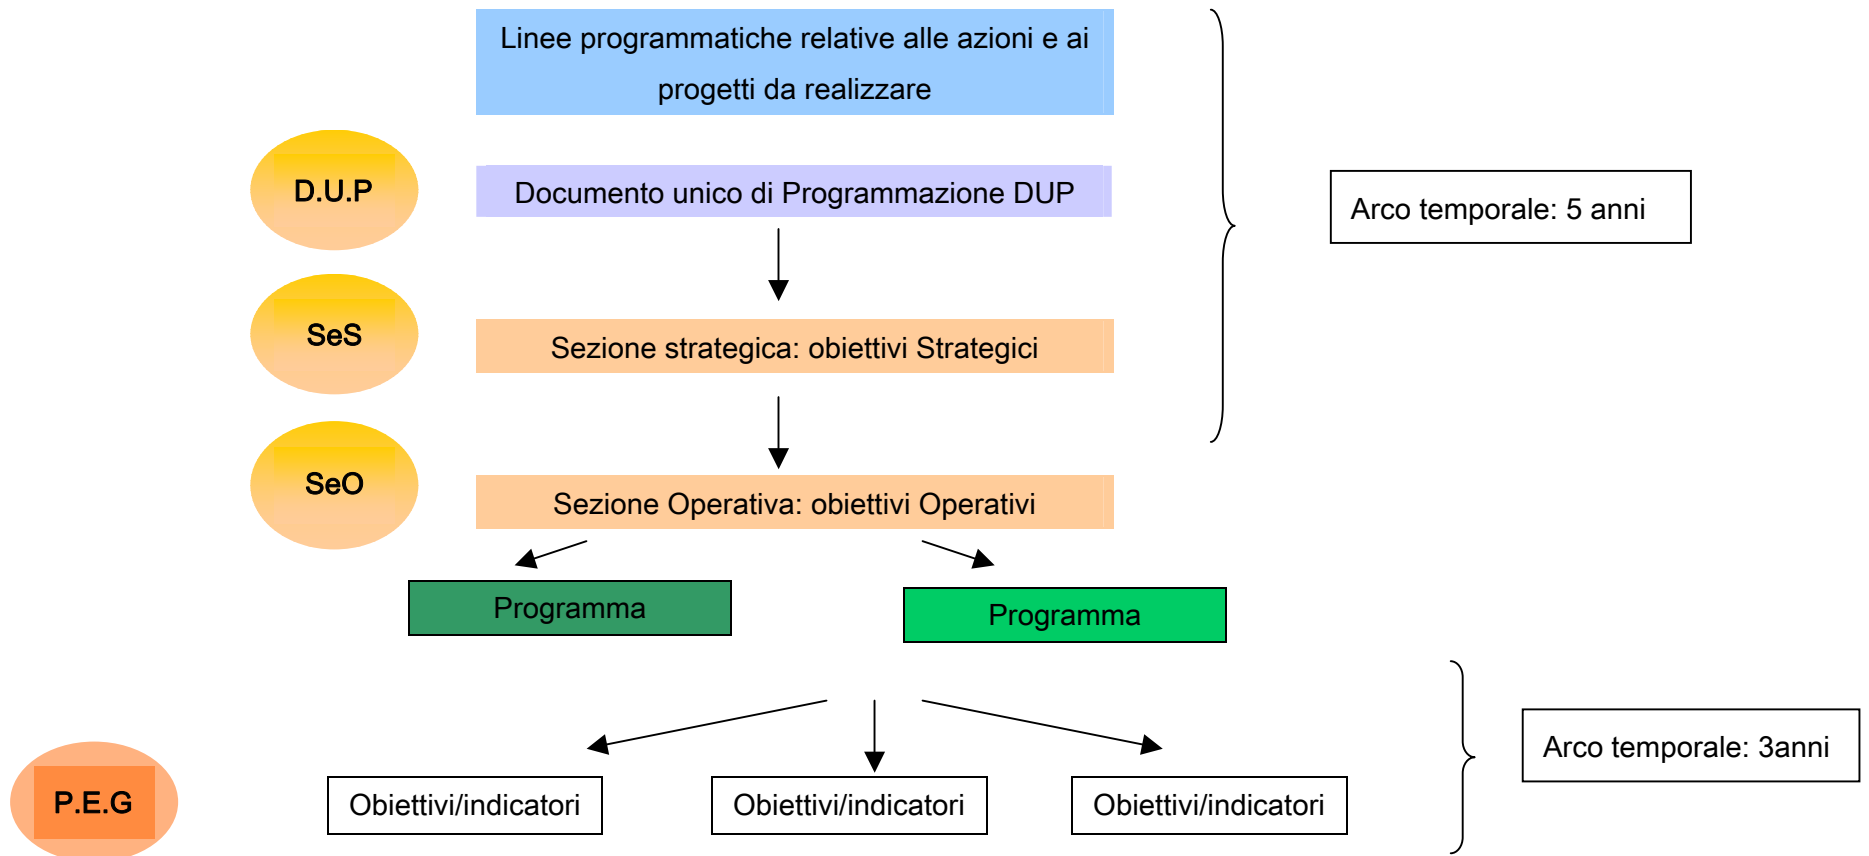 Linee programmatiche relative alle azioni e ai
progetti da realizzare
D.U.P
Documento unico di Programmazione DUP
Arco temporale: 5 anni
SeS
Sezione strategica: obiettivi Strategici
SeO
Sezione Operativa: obiettivi Operativi
Programma
Programma
Arco temporale: 3anni
P.E.G
Obiettivi/indicatori
Obiettivi/indicatori
Obiettivi/indicatori